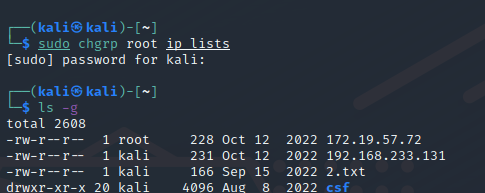 ┌──(kali㉿kali)-[~]
└─$ sudo chgrp root ip lists
[sudo] password for kali:
┌──(kali㉿kali)-[~]
└─$ ls -g
total 2608
-rw-r--r-- 1 root 228 Oct 12 2022 172.19.57.72
-rw-r--r-- 1 kali 231 Oct 12 2022 192.168.233.131
-rw-r--r-- 1 kali 166 Sep 15 2022 2.txt
drwxr-xr-x 20 kali 4096 Aug 8 2022 csf